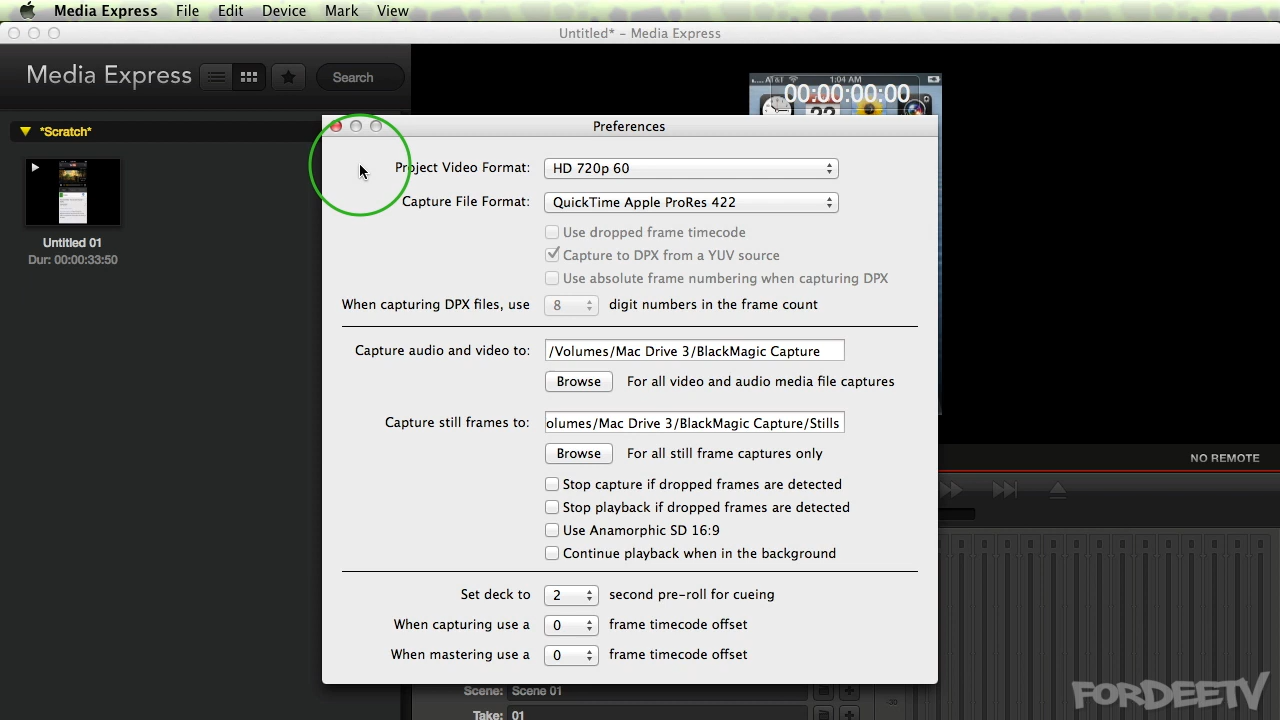 Media Express File Edit Device Mark View
Untitled* – Media Express
Media Express
Search
*Scratch*
Untitled 01
Dur: 00:00:33:50
AT&T 1:04 AM
00:00:00:00
Preferences
Project Video Format: HD 720p 60
Capture File Format: QuickTime Apple ProRes 422
Use dropped frame timecode
Capture to DPX from a YUV source
Use absolute frame numbering when capturing DPX
When capturing DPX files, use 8 digit numbers in the frame count
Capture audio and video to: /Volumes/Mac Drive 3/BlackMagic Capture
Browse For all video and audio media file captures
Capture still frames to: olumes/Mac Drive 3/BlackMagic Capture/Stills
Browse For all still frame captures only
Stop capture if dropped frames are detected
Stop playback if dropped frames are detected
Use Anamorphic SD 16:9
Continue playback when in the background
Set deck to 2 second pre-roll for cueing
When capturing use a 0 frame timecode offset
When mastering use a 0 frame timecode offset
NO REMOTE
Scene: Scene 01
Take: 01
FORDEETV